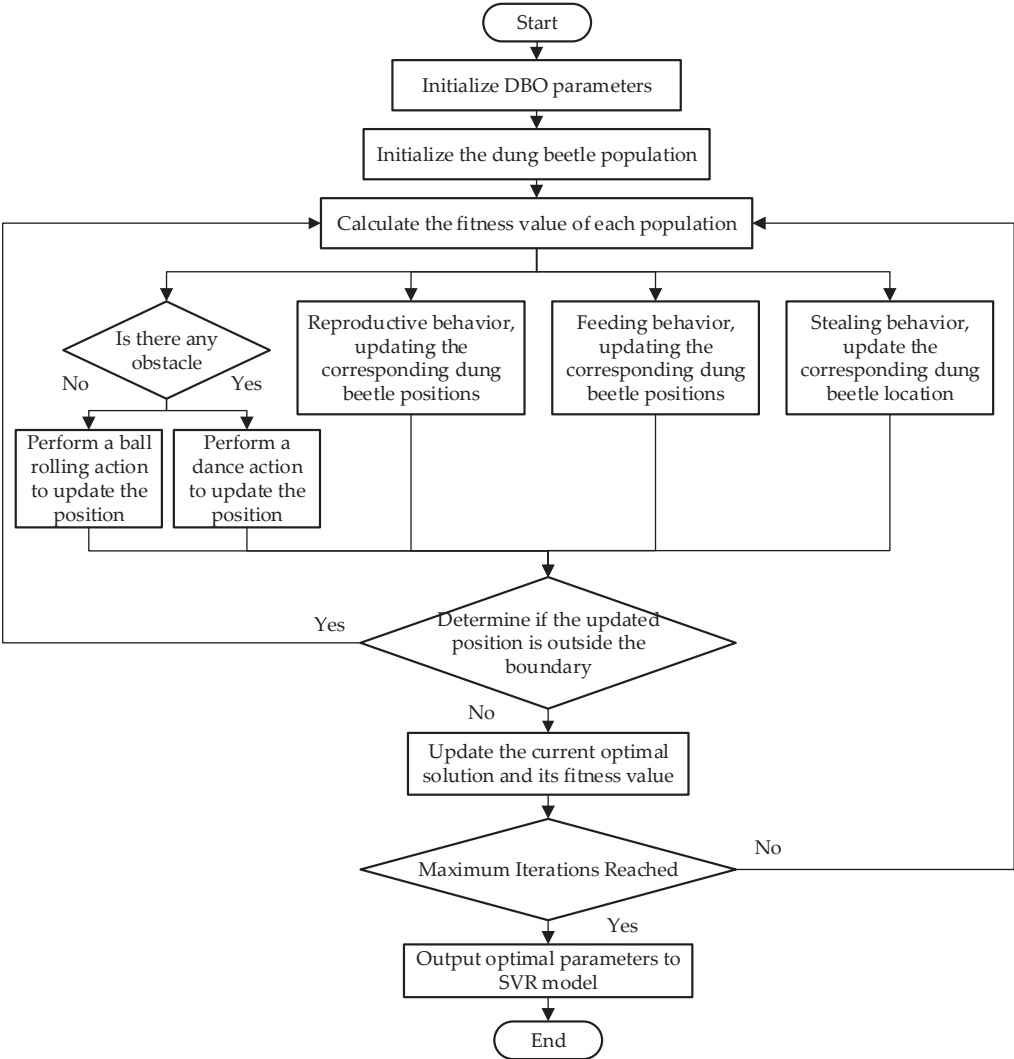 Start
Initialize DBO parameters
Initialize the dung beetle population
Calculate the fitness value of each population
Is there any
obstacle
No
Yes
Reproductive behavior,
updating the
corresponding dung
beetle positions
Feeding behavior,
updating the
corresponding dung
beetle positions
Stealing behavior,
update the
corresponding dung
beetle location
Perform a ball
rolling action
to update the
position
Perform a
dance action
to update the
position
Determine if the updated
position is outside the
boundary
Yes
No
Update the current optimal
solution and its fitness value
Maximum Iterations Reached
No
Yes
Output optimal parameters to
SVR model
End